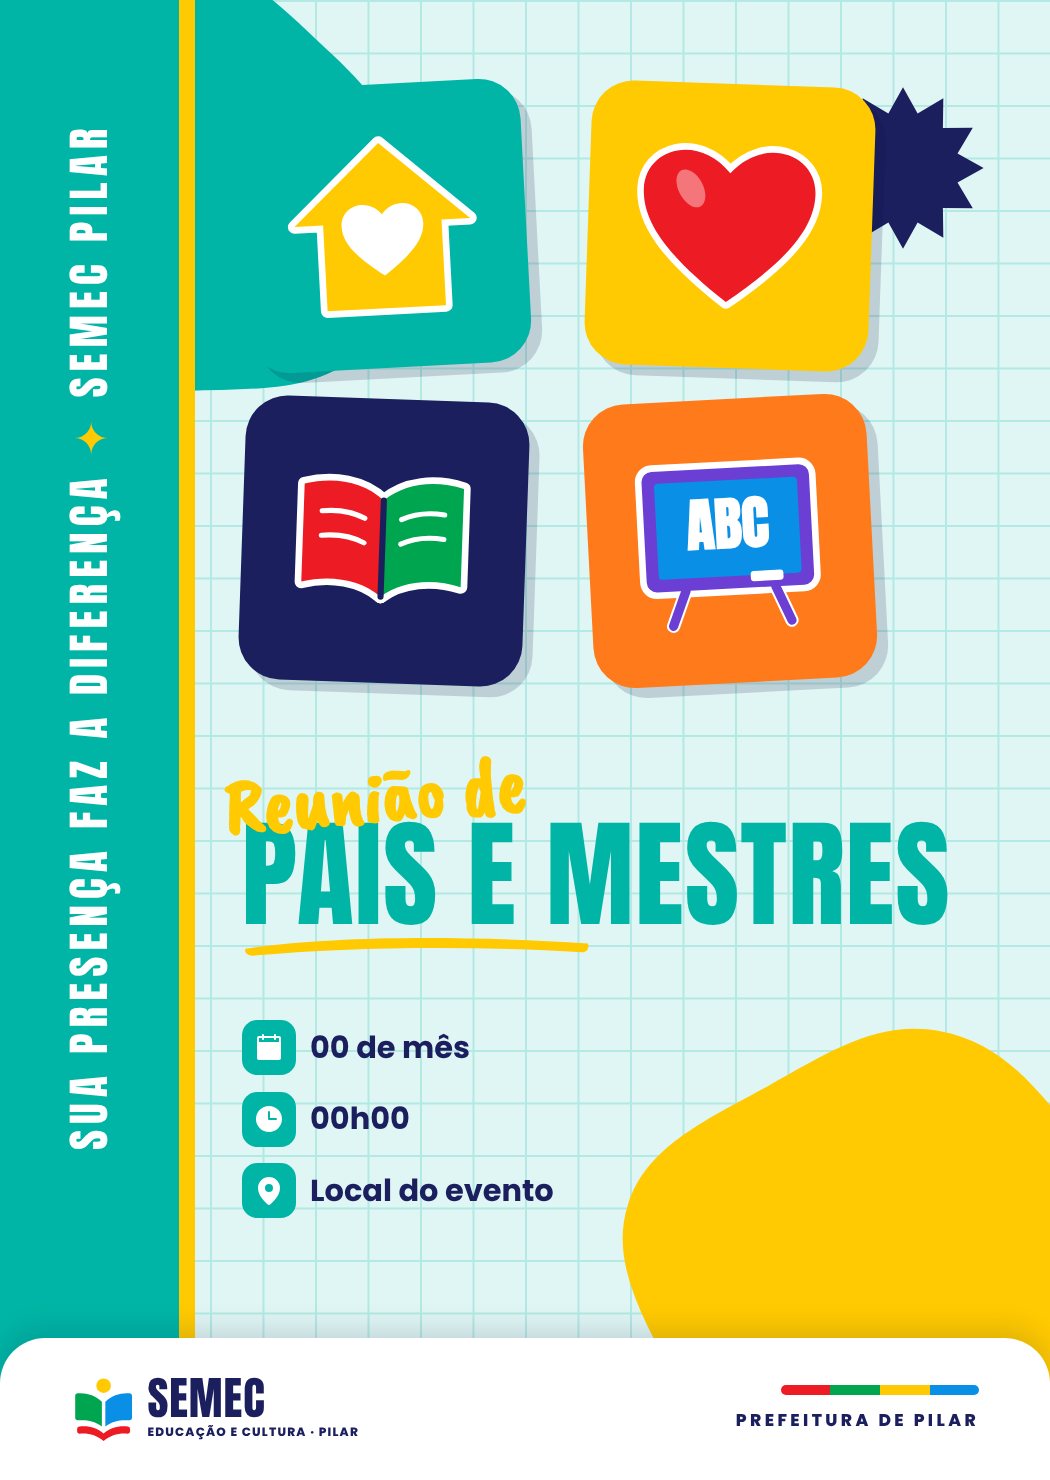 SUA PRESENÇA FAZ A DIFERENÇA ✦ SEMEC PILAR
ABC
Reunião de
PAIS E MESTRES
00 de mês
00h00
Local do evento
SEMEC
EDUCAÇÃO E CULTURA · PILAR
PREFEITURA DE PILAR